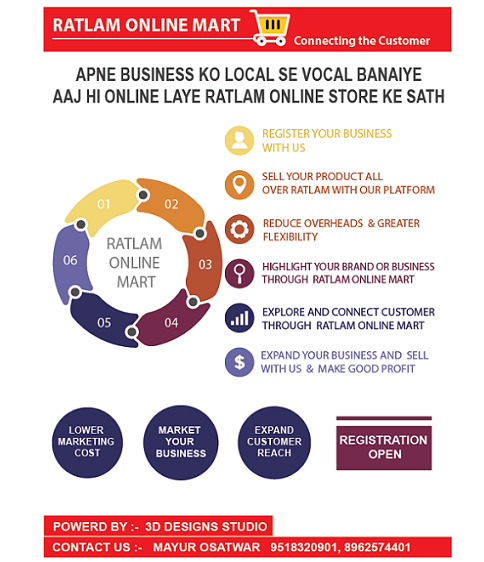 RATLAM ONLINE MART
Connecting the Customer
APNE BUSINESS KO LOCAL SE VOCAL BANAIYE
AAJ HI ONLINE LAYE RATLAM ONLINE STORE KE SATH
01
02
03
04
05
06
RATLAM
ONLINE
MART
REGISTER YOUR BUSINESS
WITH US
SELL YOUR PRODUCT ALL
OVER RATLAM WITH OUR PLATFORM
REDUCE OVERHEADS & GREATER
FLEXIBILITY
HIGHLIGHT YOUR BRAND OR BUSINESS
THROUGH RATLAM ONLINE MART
EXPLORE AND CONNECT CUSTOMER
THROUGH RATLAM ONLINE MART
$
EXPAND YOUR BUSINESS AND SELL
WITH US & MAKE GOOD PROFIT
LOWER
MARKETING
COST
MARKET
YOUR
BUSINESS
EXPAND
CUSTOMER
REACH
REGISTRATION
OPEN
POWERD BY :- 3D DESIGNS STUDIO
CONTACT US :- MAYUR OSATWAR 9518320901, 8962574401